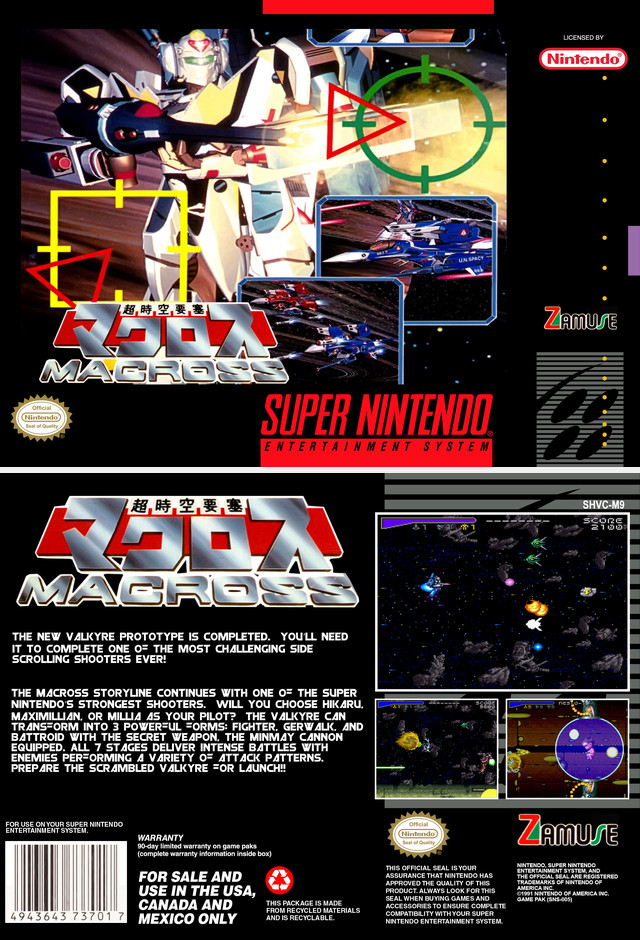 LICENSED BY
Nintendo
U.N.SPACY
超時空要塞
マクロス
MACROSS
ZAMUSE
Official
Nintendo
Seal of Quality
SUPER NINTENDO
ENTERTAINMENT SYSTEM
超時空要塞
マクロス
MACROSS
SHVC-M9
SCORE
2100
THE NEW VALKYRE PROTOTYPE IS COMPLETED. YOU'LL NEED
IT TO COMPLETE ONE OF THE MOST CHALLENGING SIDE
SCROLLING SHOOTERS EVER!
THE MACROSS STORYLINE CONTINUES WITH ONE OF THE SUPER
NINTENDO'S STRONGEST SHOOTERS. WILL YOU CHOOSE HIKARU,
MAXIMILLIAN, OR MILLIA AS YOUR PILOT? THE VALKYRE CAN
TRANSFORM INTO 3 POWERFUL FORMS: FIGHTER, GERWALK, AND
BATTROID WITH THE SECRET WEAPON, THE MINMAY CANNON
EQUIPPED. ALL 7 STAGES DELIVER INTENSE BATTLES WITH
ENEMIES PERFORMING A VARIETY OF ATTACK PATTERNS.
PREPARE THE SCRAMBLED VALKYRE FOR LAUNCH!!
SCORE
FOR USE ON YOUR SUPER NINTENDO
ENTERTAINMENT SYSTEM.
4943643 737017
WARRANTY
90-day limited warranty on game paks
(complete warranty information inside box)
FOR SALE AND
USE IN THE USA,
CANADA AND
MEXICO ONLY
THIS PACKAGE IS MADE
FROM RECYCLED MATERIALS
AND IS RECYCLABLE.
Official
Nintendo
Seal of Quality
THIS OFFICIAL SEAL IS YOUR
ASSURANCE THAT NINTENDO HAS
APPROVED THE QUALITY OF THIS
PRODUCT. ALWAYS LOOK FOR THIS
SEAL WHEN BUYING GAMES AND
ACCESSORIES TO ENSURE COMPLETE
COMPATIBILITY WITH YOUR SUPER
NINTENDO ENTERTAINMENT SYSTEM.
ZAMUSE
NINTENDO, SUPER NINTENDO
ENTERTAINMENT SYSTEM, AND
THE OFFICIAL SEAL ARE REGISTERED
TRADEMARKS OF NINTENDO OF
AMERICA INC.
©1991 NINTENDO OF AMERICA INC.
GAME PAK (SNS-005)